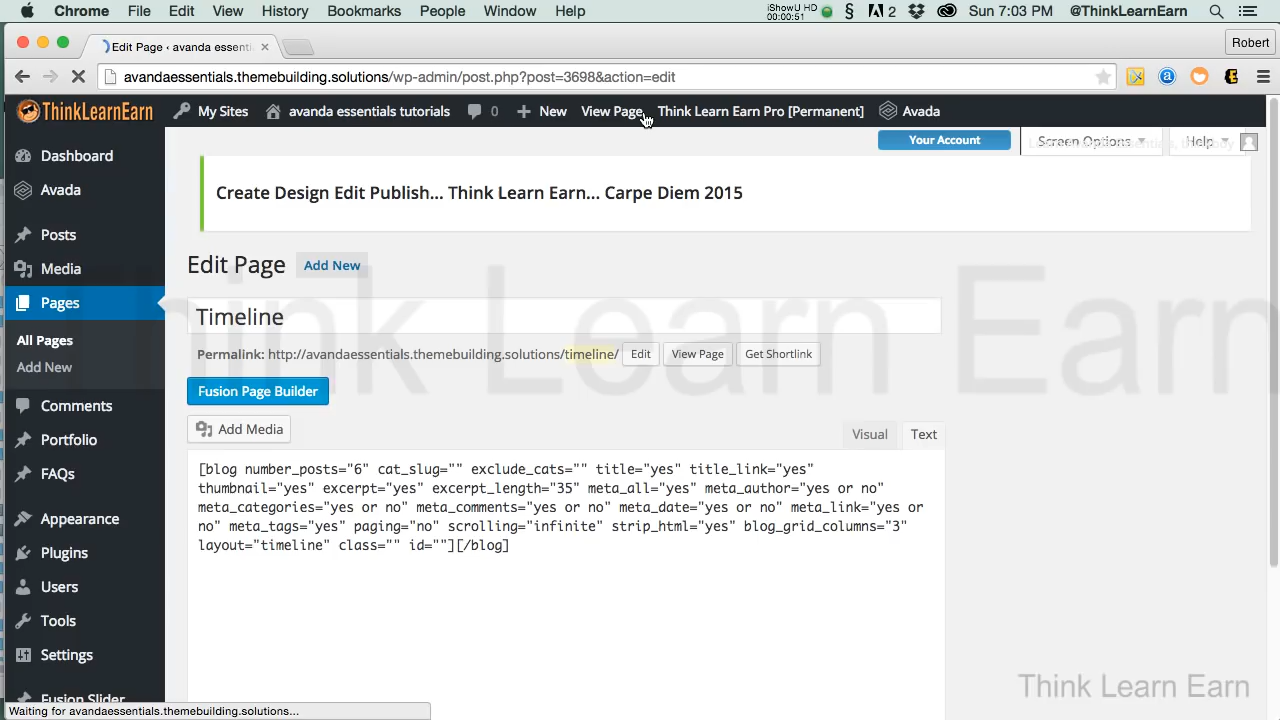 Chrome File Edit View History Bookmarks People Window Help
iShowU HD
00:00:51
2
Sun 7:03 PM @ThinkLearnEarn
Edit Page ‹ avanda essenti
Robert
avandaessentials.themebuilding.solutions/wp-admin/post.php?post=3698&action=edit
ThinkLearnEarn My Sites avanda essentials tutorials 0 New View Page Think Learn Earn Pro [Permanent] Avada
Your Account Screen Options Help
Create Design Edit Publish... Think Learn Earn... Carpe Diem 2015
Dashboard
Avada
Posts
Media
Pages
All Pages
Add New
Comments
Portfolio
FAQs
Appearance
Plugins
Users
Tools
Settings
Fusion Slider
Edit Page Add New
Timeline
Permalink: http://avandaessentials.themebuilding.solutions/timeline/ Edit View Page Get Shortlink
Fusion Page Builder
Add Media
Visual Text
[blog number_posts="6" cat_slug="" exclude_cats="" title="yes" title_link="yes"
thumbnail="yes" excerpt="yes" excerpt_length="35" meta_all="yes" meta_author="yes or no"
meta_categories="yes or no" meta_comments="yes or no" meta_date="yes or no" meta_link="yes or
no" meta_tags="yes" paging="no" scrolling="infinite" strip_html="yes" blog_grid_columns="3"
layout="timeline" class="" id=""][/blog]
Think Learn Earn
Think Learn Earn
Waiting for avandaessentials.themebuilding.solutions...